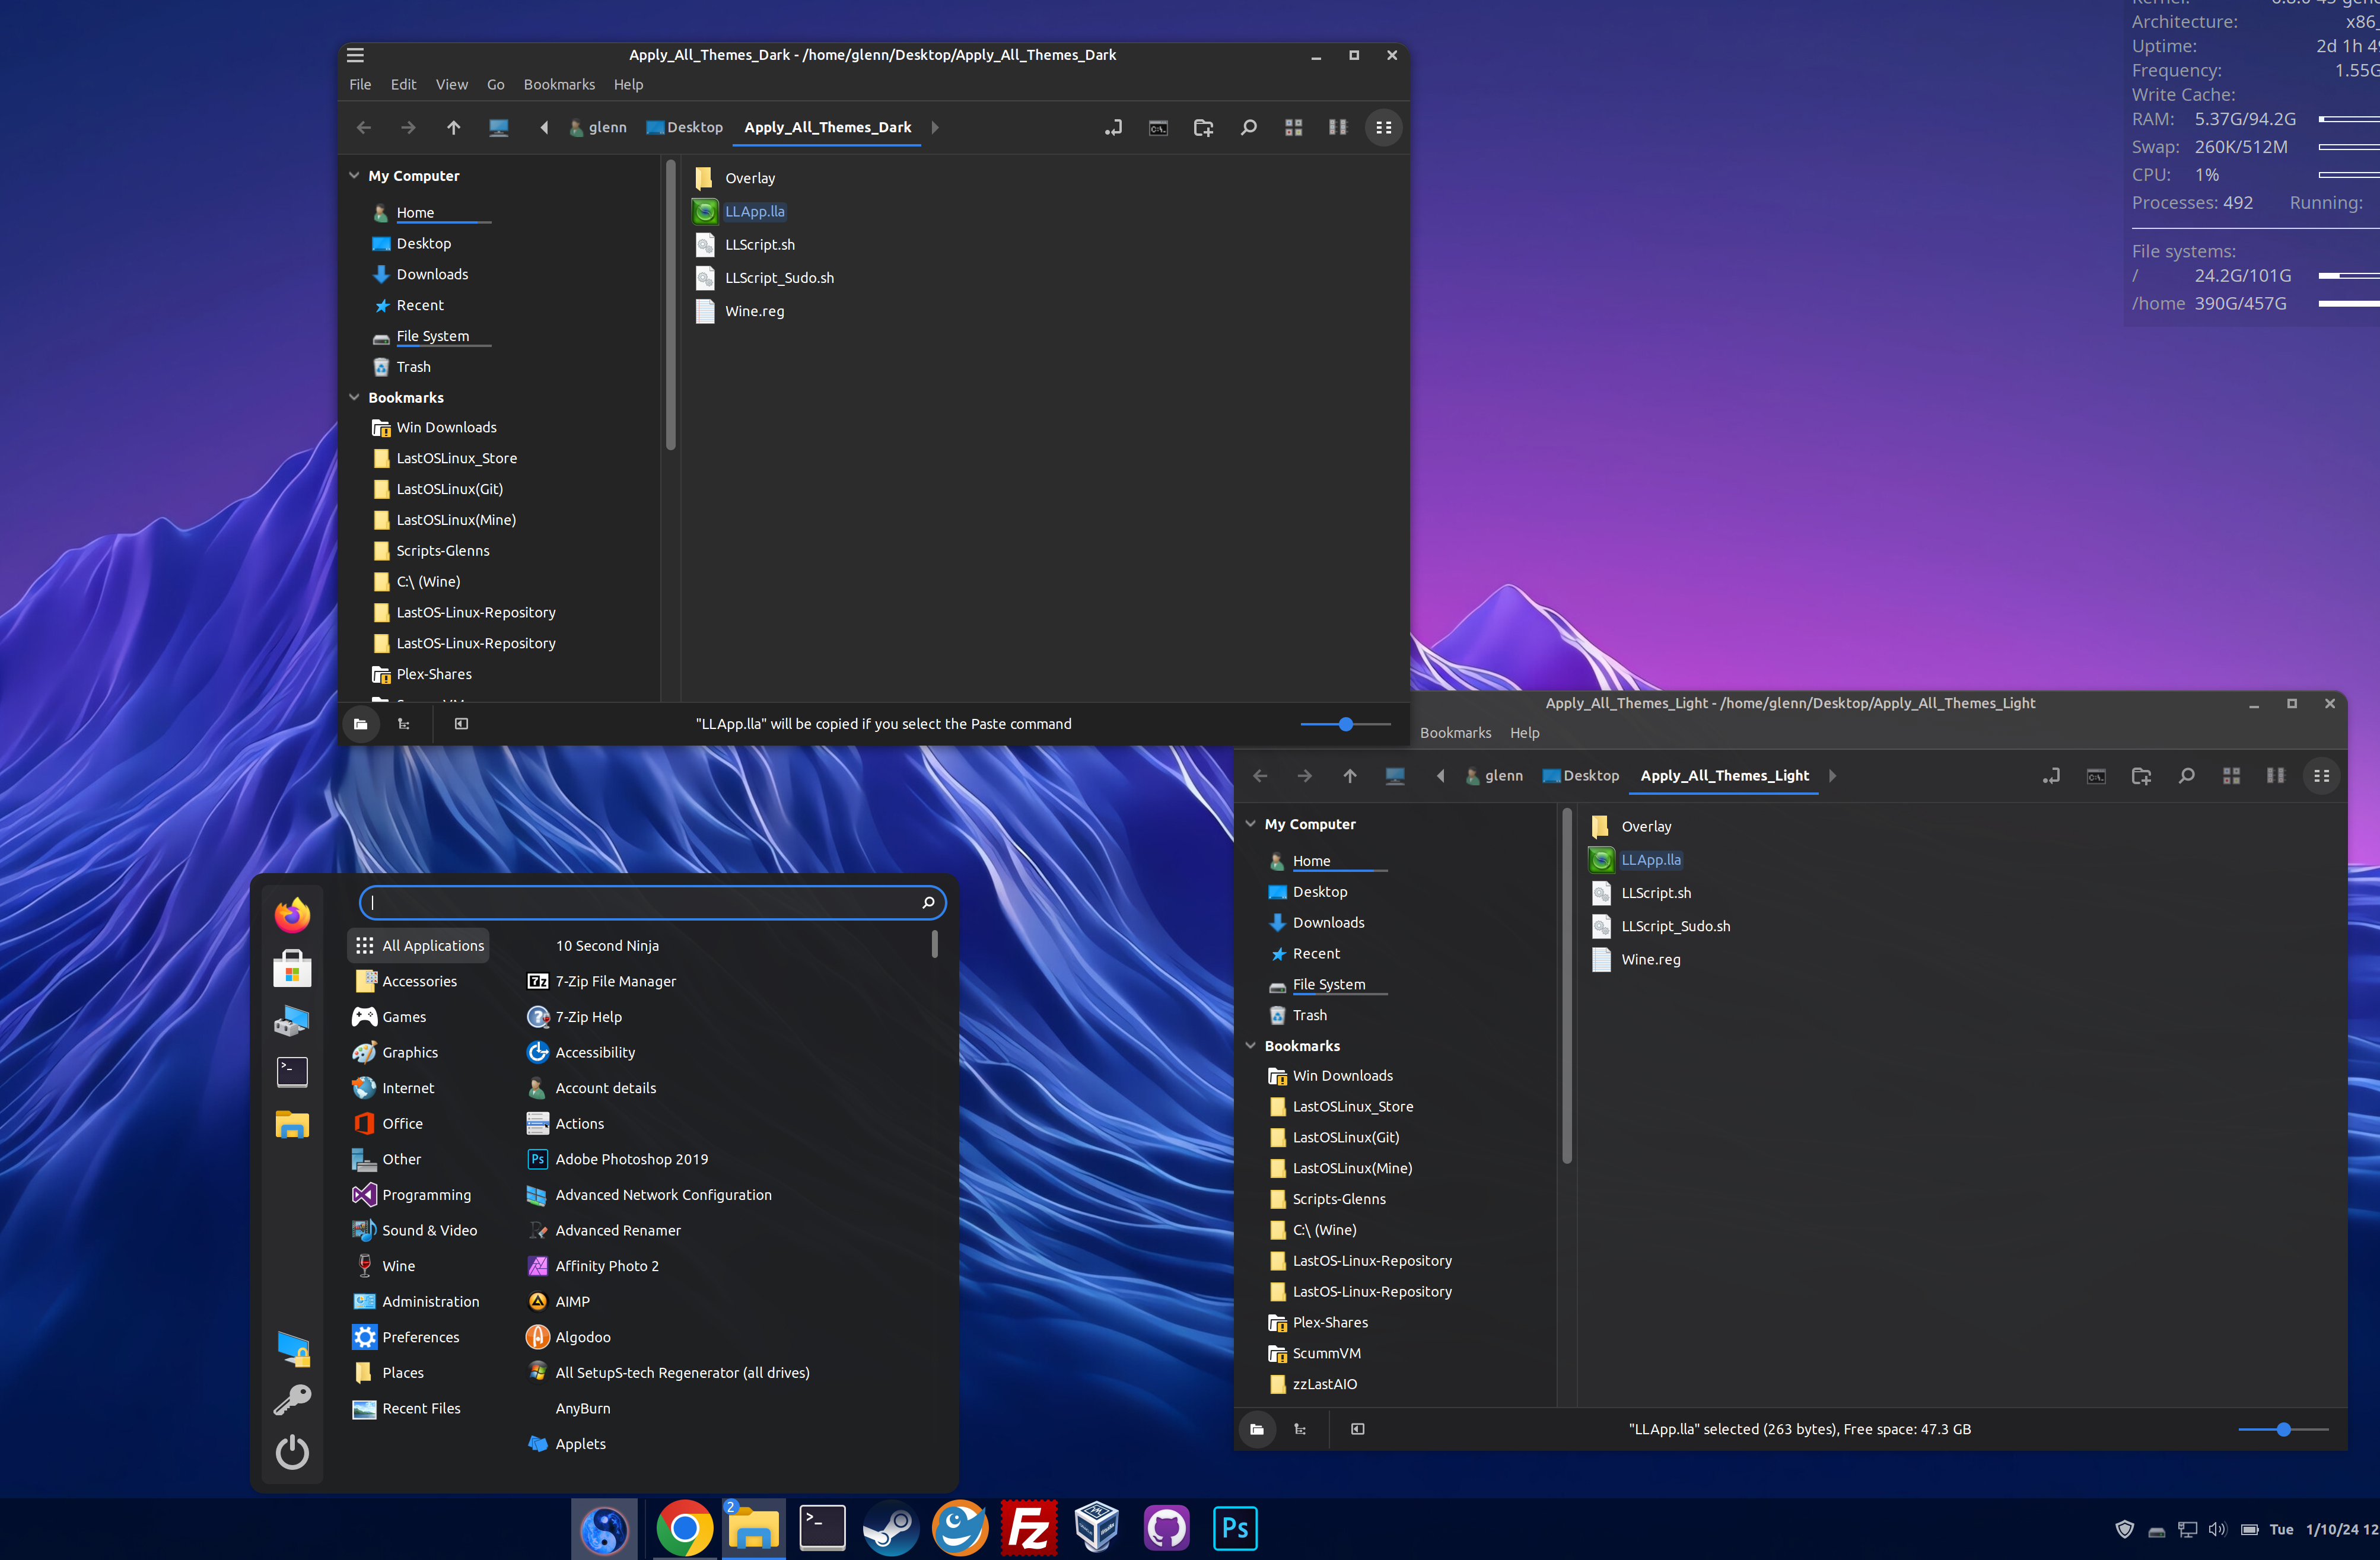 Architecture: x86_
Uptime: 2d 1h 4
Frequency: 1.55G
Write Cache:
RAM: 5.37G/94.2G
Swap: 260K/512M
CPU: 1%
Processes: 492 Running:
File systems:
/ 24.2G/101G
/home 390G/457G
Apply_All_Themes_Dark - /home/glenn/Desktop/Apply_All_Themes_Dark
File Edit View Go Bookmarks Help
glenn Desktop Apply_All_Themes_Dark
My Computer
Home
Desktop
Downloads
Recent
File System
Trash
Bookmarks
Win Downloads
LastOSLinux_Store
LastOSLinux(Git)
LastOSLinux(Mine)
Scripts-Glenns
C:\ (Wine)
LastOS-Linux-Repository
LastOS-Linux-Repository
Plex-Shares
Overlay
LLApp.lla
LLScript.sh
LLScript_Sudo.sh
Wine.reg
"LLApp.lla" will be copied if you select the Paste command
Apply_All_Themes_Light - /home/glenn/Desktop/Apply_All_Themes_Light
Bookmarks Help
glenn Desktop Apply_All_Themes_Light
My Computer
Home
Desktop
Downloads
Recent
File System
Trash
Bookmarks
Win Downloads
LastOSLinux_Store
LastOSLinux(Git)
LastOSLinux(Mine)
Scripts-Glenns
C:\ (Wine)
LastOS-Linux-Repository
LastOS-Linux-Repository
Plex-Shares
ScummVM
zzLastAIO
Overlay
LLApp.lla
LLScript.sh
LLScript_Sudo.sh
Wine.reg
"LLApp.lla" selected (263 bytes), Free space: 47.3 GB
All Applications
Accessories
Games
Graphics
Internet
Office
Other
Programming
Sound & Video
Wine
Administration
Preferences
Places
Recent Files
10 Second Ninja
7z 7-Zip File Manager
7-Zip Help
Accessibility
Account details
Actions
Ps Adobe Photoshop 2019
Advanced Network Configuration
Advanced Renamer
Affinity Photo 2
AIMP
Algodoo
All SetupS-tech Regenerator (all drives)
AnyBurn
Applets
2
Fz
Ps
Tue 1/10/24 12